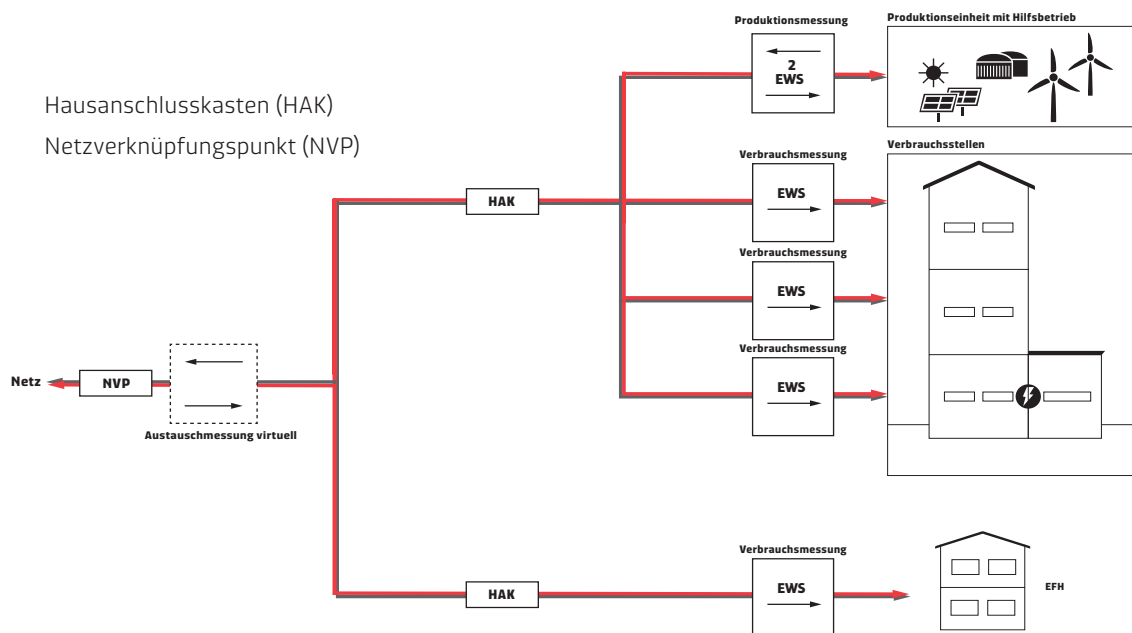 Produktionsmessung
Produktionseinheit mit Hilfsbetrieb
2
EWS
Hausanschlusskasten (HAK)
Netzverknüpfungspunkt (NVP)
Verbrauchsmessung
Verbrauchsstellen
HAK
EWS
Verbrauchsmessung
EWS
Verbrauchsmessung
EWS
Netz
NVP
Austauschmessung virtuell
Verbrauchsmessung
HAK
EWS
EFH